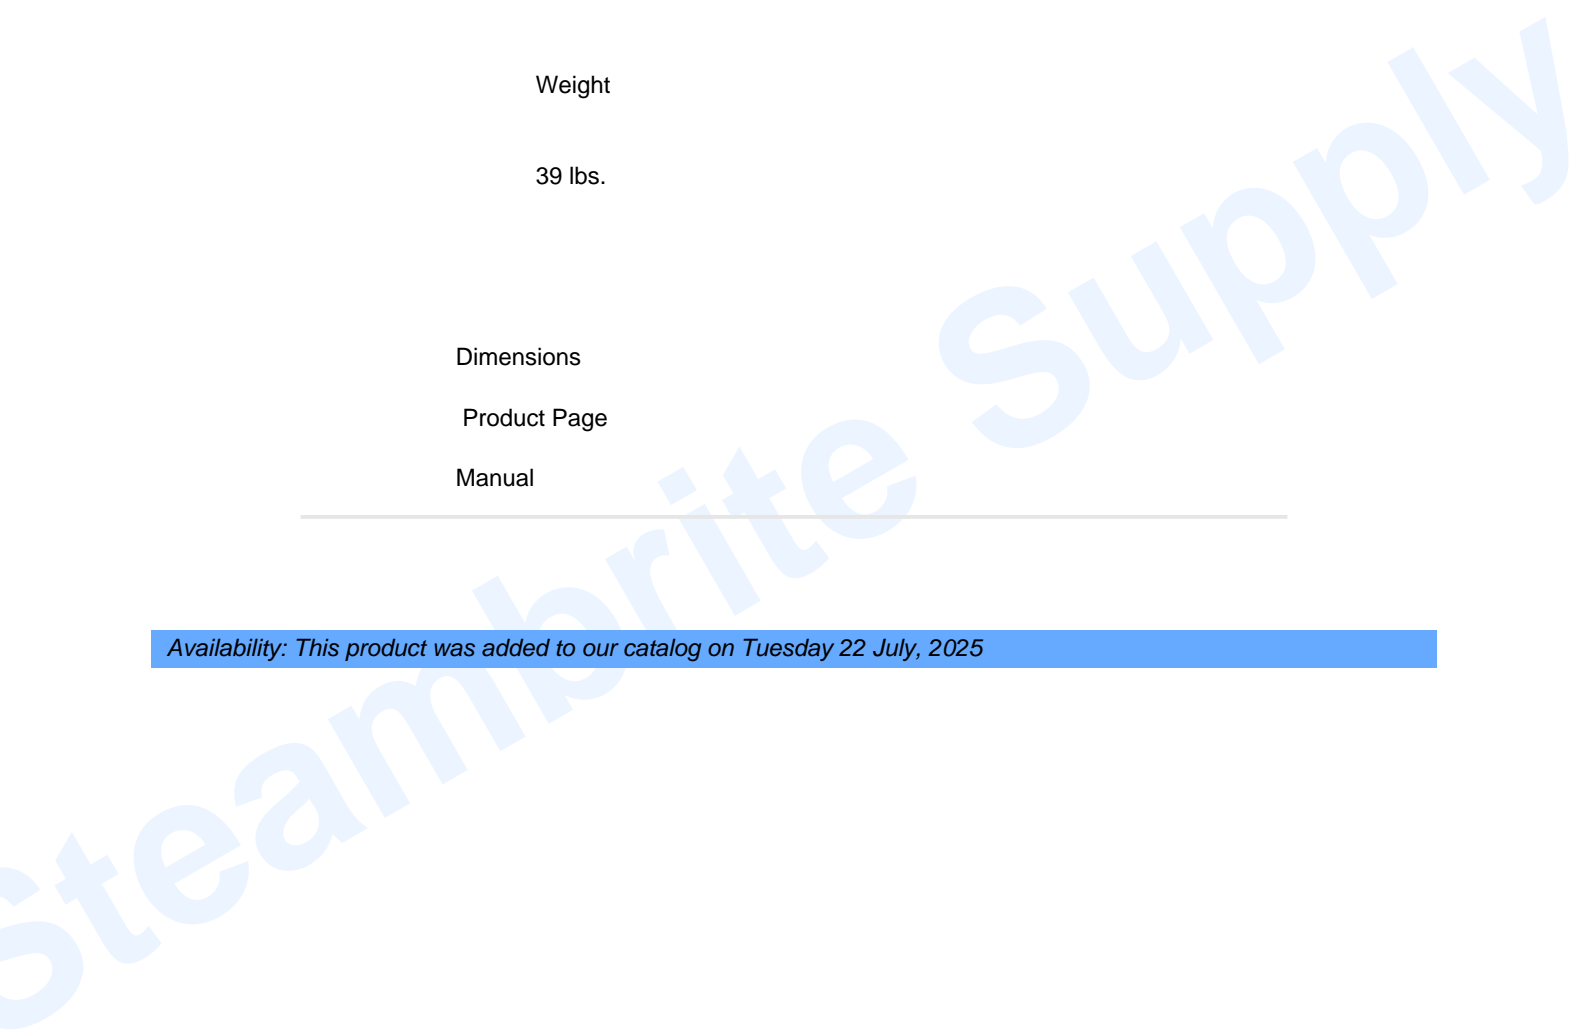 Weight
39 lbs.
Dimensions
Product Page
Manual
Availability: This product was added to our catalog on Tuesday 22 July, 2025
Steambrite Supply